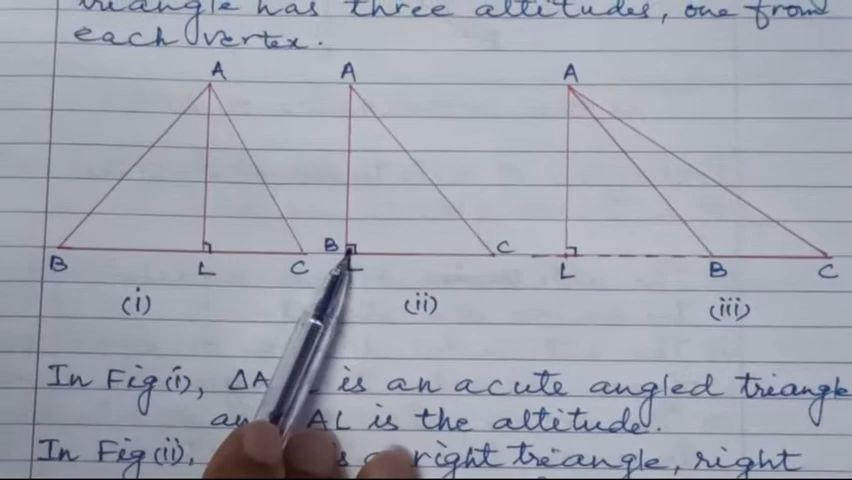 triangle has three altitudes, one from
each vertex.
A A A
B L C B L C L B C
(i) (ii) (iii)
In Fig(i), ΔA is an acute angled triangle
an AL is the altitude.
In Fig(ii), right triangle, right